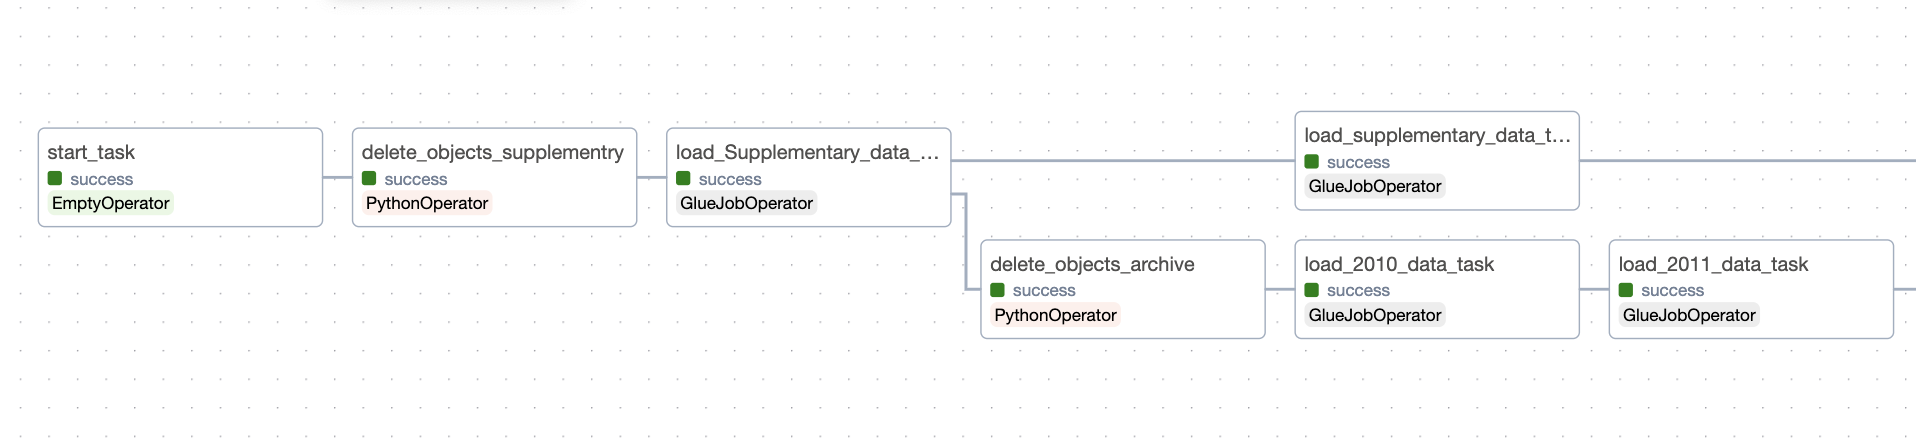 start_task
success
EmptyOperator
delete_objects_supplementry
success
PythonOperator
load_Supplementary_data_...
success
GlueJobOperator
load_supplementary_data_t...
success
GlueJobOperator
delete_objects_archive
success
PythonOperator
load_2010_data_task
success
GlueJobOperator
load_2011_data_task
success
GlueJobOperator